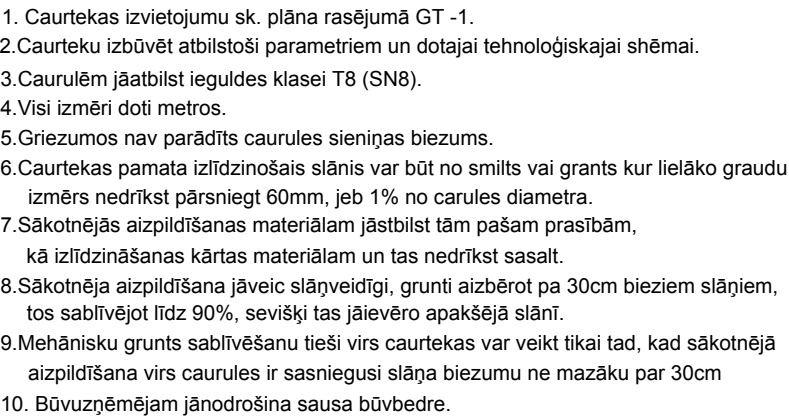 1. Caurtekas izvietojumu sk. plāna rasējumā GT -1.
2.Caurteku izbūvēt atbilstoši parametriem un dotajai tehnoloģiskajai shēmai.
3.Caurulēm jāatbilst ieguldes klasei T8 (SN8).
4.Visi izmēri doti metros.
5.Griezumos nav parādīts caurules sieniņas biezums.
6.Caurtekas pamata izlīdzinošais slānis var būt no smilts vai grants kur lielāko graudu
izmērs nedrīkst pārsniegt 60mm, jeb 1% no carules diametra.
7.Sākotnējās aizpildīšanas materiālam jāstbilst tām pašam prasībām,
kā izlīdzināšanas kārtas materiālam un tas nedrīkst sasalt.
8.Sākotnēja aizpildīšana jāveic slāņveidīgi, grunti aizbērot pa 30cm bieziem slāņiem,
tos sablīvējot līdz 90%, sevišķi tas jāievēro apakšējā slānī.
9.Mehānisku grunts sablīvēšanu tieši virs caurtekas var veikt tikai tad, kad sākotnējā
aizpildīšana virs caurules ir sasniegusi slāņa biezumu ne mazāku par 30cm
10. Būvuzņēmējam jānodrošina sausa būvbedre.